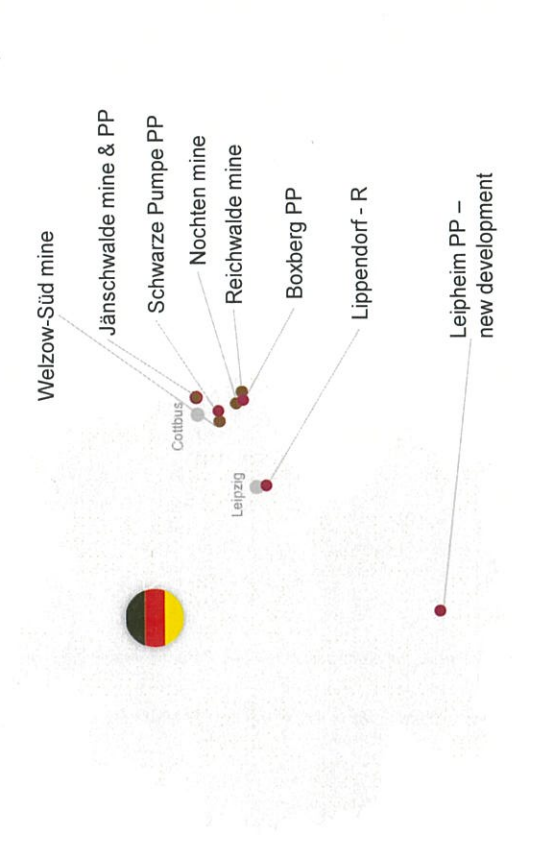 Welzow-Süd mine
Jänschwalde mine & PP
Schwarze Pumpe PP
Nochten mine
Reichwalde mine
Boxberg PP
Lippendorf - R
Leipheim PP –
new development
Cottbus
Leipzig